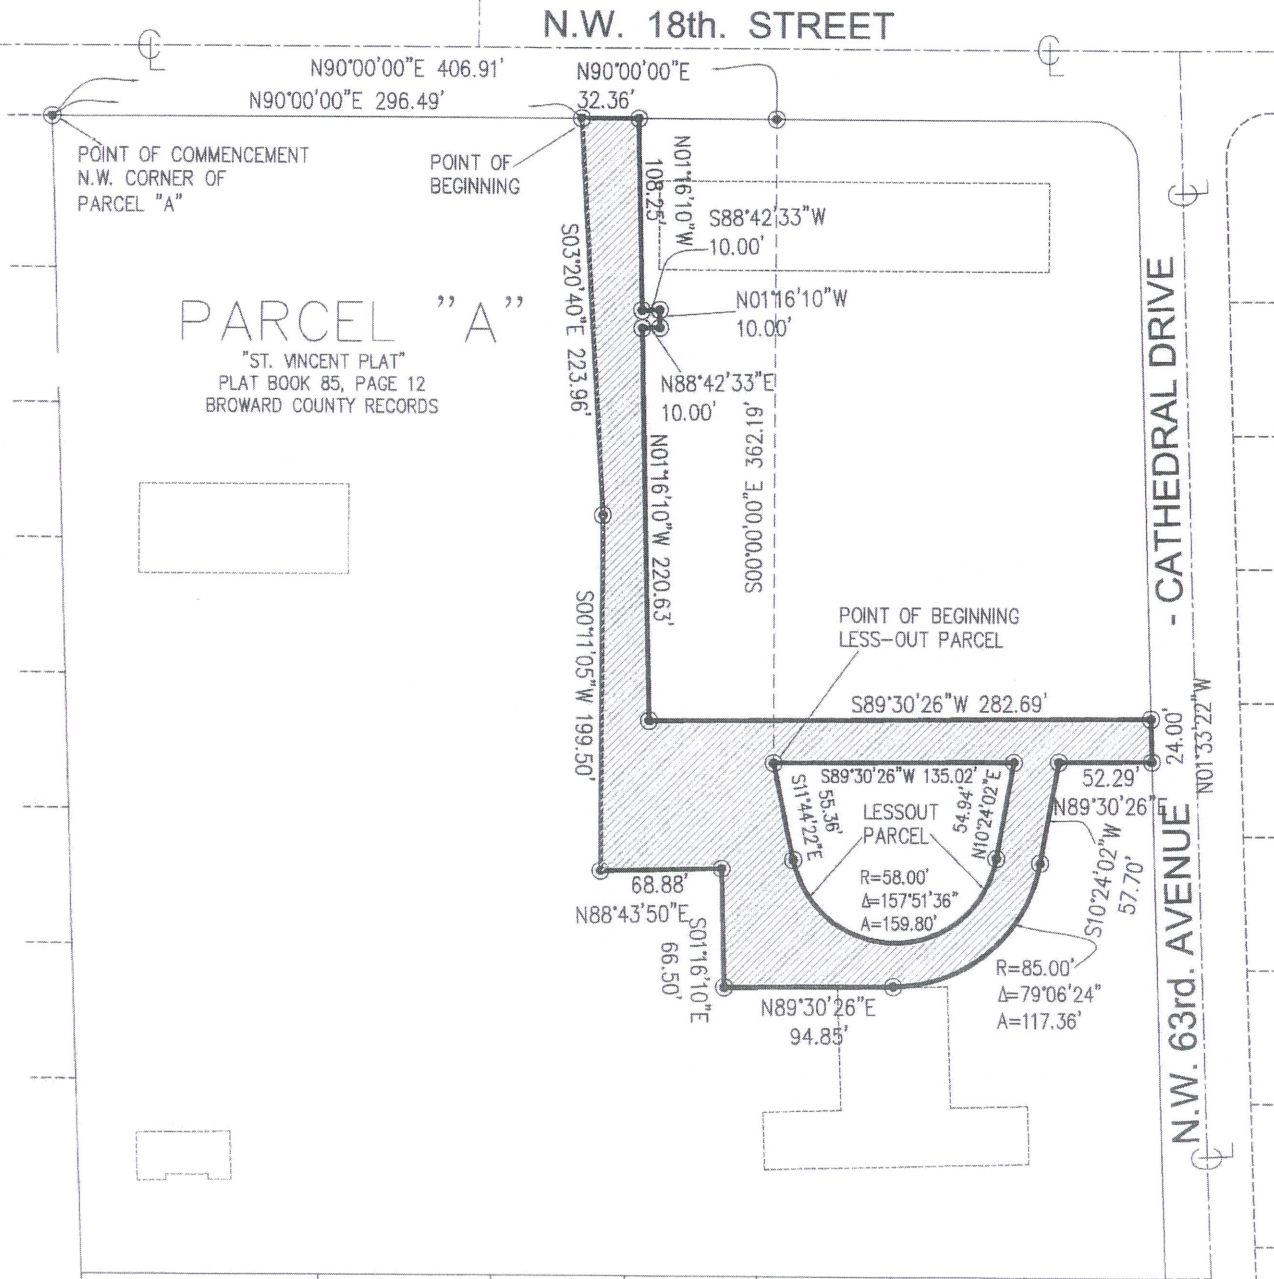 N.W. 18th. STREET
CL
CL
N90°00'00"E 406.91'
N90°00'00"E
N90°00'00"E 296.49'
32.36'
POINT OF COMMENCEMENT
N.W. CORNER OF
PARCEL "A"
POINT OF
BEGINNING
N01°16'10"W
108.25'
S88°42'33"W
10.00'
CL
S03°20'40"E 223.96'
N01°16'10"W
10.00'
PARCEL "A"
"ST. VINCENT PLAT"
PLAT BOOK 85, PAGE 12
BROWARD COUNTY RECORDS
N88°42'33"E
10.00'
S00°00'00"E 362.19'
N01°16'10"W 220.63'
- CATHEDRAL DRIVE
S00°11'05"W 199.50'
POINT OF BEGINNING
LESS-OUT PARCEL
S89°30'26"W 282.69'
24.00'
N01°33'22"W
S89°30'26"W 135.02'
52.29'
N89°30'26"E
S11°44'22"E
55.36'
LESSOUT
PARCEL
54.94'
N10°24'02"E
S10°24'02"W
57.70'
R=58.00'
Δ=157°51'36"
A=159.80'
68.88'
N88°43'50"E
S01°16'10"E
66.50'
R=85.00'
Δ=79°06'24"
A=117.36'
N89°30'26"E
94.85'
N.W. 63rd. AVENUE
CL